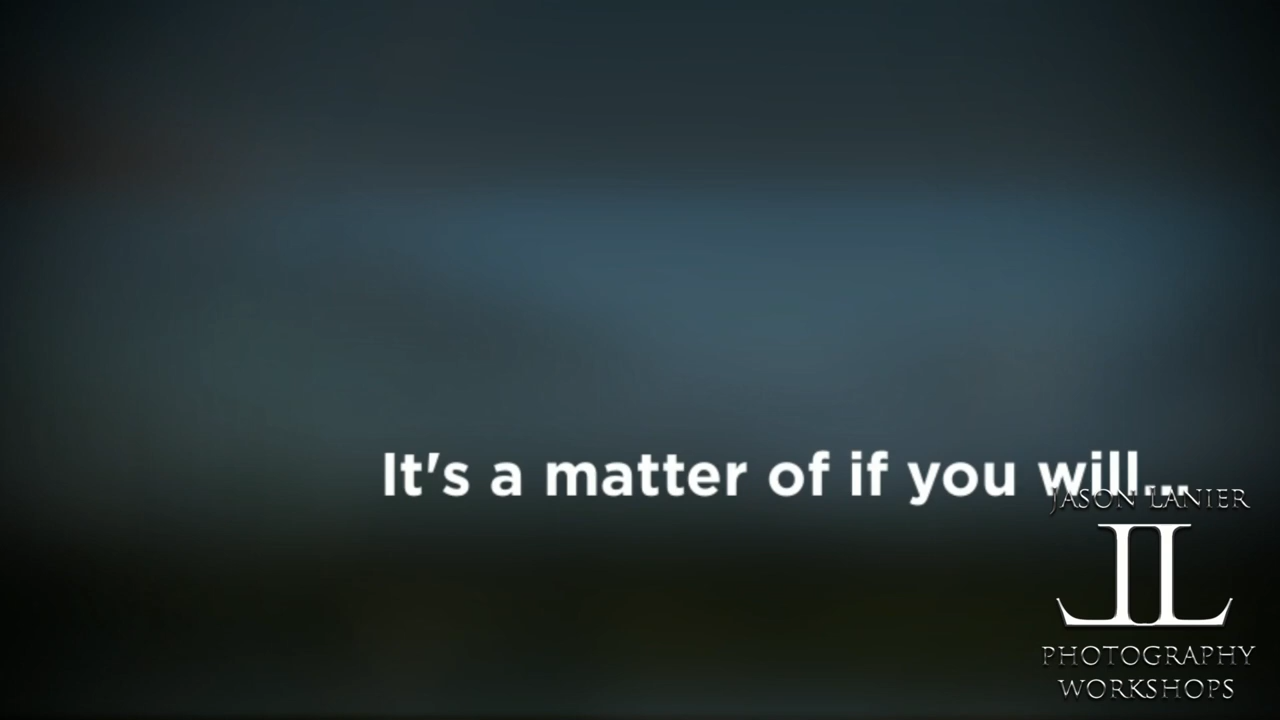 It's a matter of if you will...
JASON LANIER
JL
PHOTOGRAPHY
WORKSHOPS